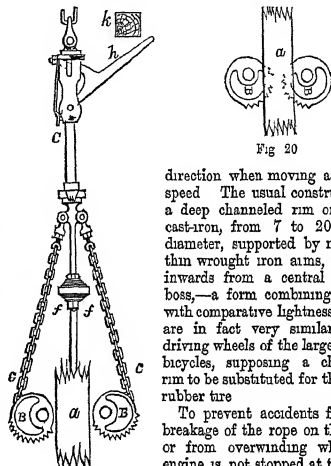 k
h
C
f f
G C
B a B
a
Fig 20
direction when moving a
speed The usual constru
a deep channeled rim or
cast-iron, from 7 to 20
diameter, supported by r
thin wrought iron aims,
inwards from a central
boss,—a form combining
with comparative lightness
are in fact very similar
driving wheels of the large
bicycles, supposing a ch
rim to be substituted for th
rubber tire
To prevent accidents f
breakage of the rope on th
or from overwinding wh
engine is not stopped at t